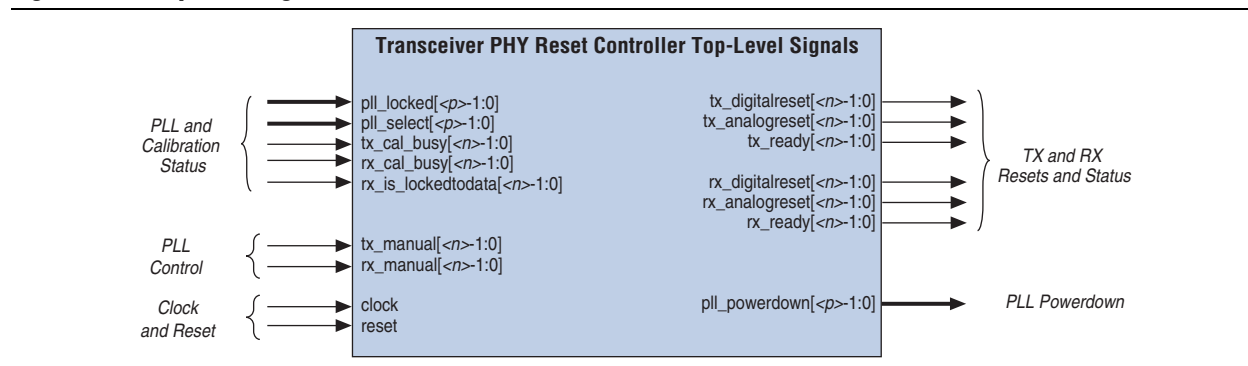 Transceiver PHY Reset Controller Top-Level Signals
PLL and
Calibration
Status
pll_locked[<p>-1:0]
pll_select[<p>-1:0]
tx_cal_busy[<n>-1:0]
rx_cal_busy[<n>-1:0]
rx_is_lockedtodata[<n>-1:0]
PLL
Control
tx_manual[<n>-1:0]
rx_manual[<n>-1:0]
Clock
and Reset
clock
reset
tx_digitalreset[<n>-1:0]
tx_analogreset[<n>-1:0]
tx_ready[<n>-1:0]
rx_digitalreset[<n>-1:0]
rx_analogreset[<n>-1:0]
rx_ready[<n>-1:0]
TX and RX
Resets and Status
pll_powerdown[<p>-1:0]
PLL Powerdown